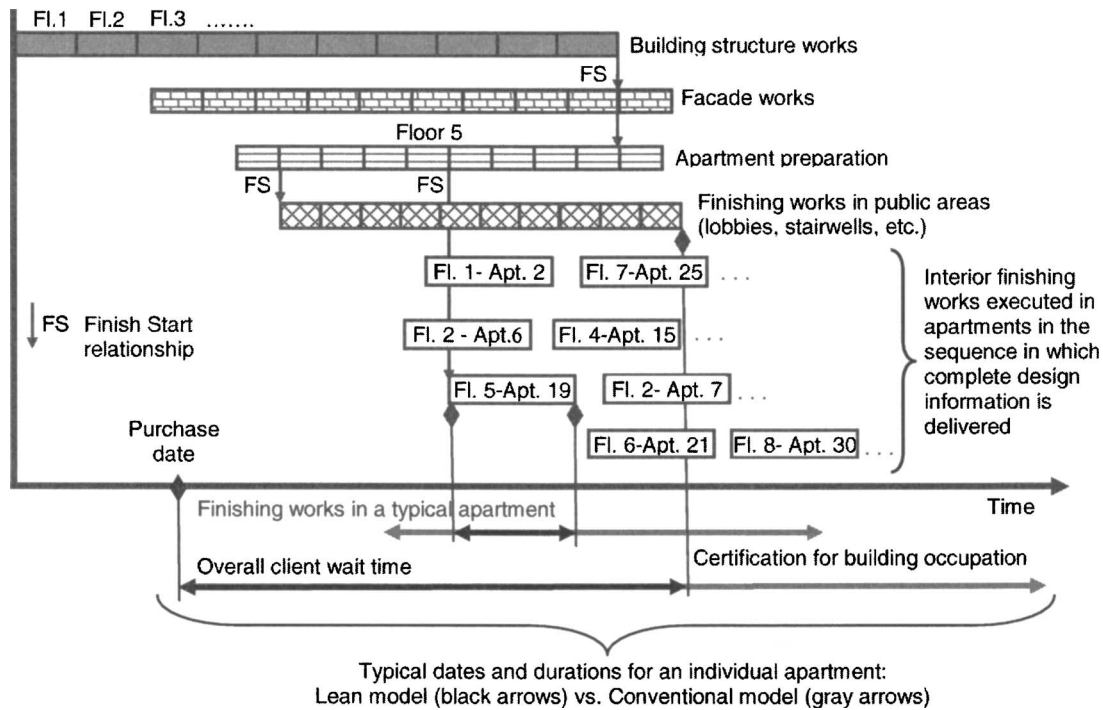 Fl.1 Fl.2 Fl.3 .......
Building structure works
FS
Facade works
Floor 5
Apartment preparation
FS FS
Finishing works in public areas
(lobbies, stairwells, etc.)
Fl. 1- Apt. 2 Fl. 7-Apt. 25 ...
Interior finishing
works executed in
apartments in the
sequence in which
complete design
information is
delivered
FS Finish Start
relationship
Fl. 2 - Apt.6 Fl. 4-Apt. 15 ...
Fl. 5-Apt. 19 Fl. 2- Apt. 7 ...
Purchase
date
Fl. 6-Apt. 21 Fl. 8- Apt. 30 ...
Time
Finishing works in a typical apartment
Overall client wait time
Certification for building occupation
Typical dates and durations for an individual apartment:
Lean model (black arrows) vs. Conventional model (gray arrows)